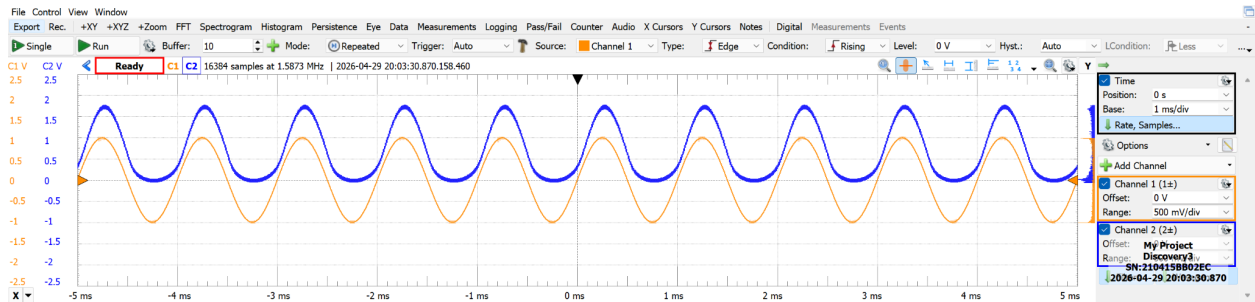 File Control View Window
Export Rec. +XY +XYZ +Zoom FFT Spectrogram Histogram Persistence Eye Data Measurements Logging Pass/Fail Counter Audio X Cursors Y Cursors Notes Digital Measurements Events
Single Run Buffer: 10 Mode: Repeated Trigger: Auto Source: Channel 1 Type: Edge Condition: Rising Level: 0 V Hyst.: Auto LCondition: Less
C1 V C2 V Ready C1 C2 16384 samples at 1.5873 MHz | 2026-04-29 20:03:30.870.158.460 Y
2.5 2.5
2 2
1.5 1.5
1 1
0.5 0.5
0 0
-0.5 -0.5
-1 -1
-1.5 -1.5
-2 -2
-2.5 -2.5
X -5 ms -4 ms -3 ms -2 ms -1 ms 0 ms 1 ms 2 ms 3 ms 4 ms 5 ms
Time
Position: 0 s
Base: 1 ms/div
Rate, Samples...
Options
Add Channel
Channel 1 (1±)
Offset: 0 V
Range: 500 mV/div
Channel 2 (2±)
Offset:
Range:
My Project
Discovery3
SN:210415BB02EC
2026-04-29 20:03:30.870